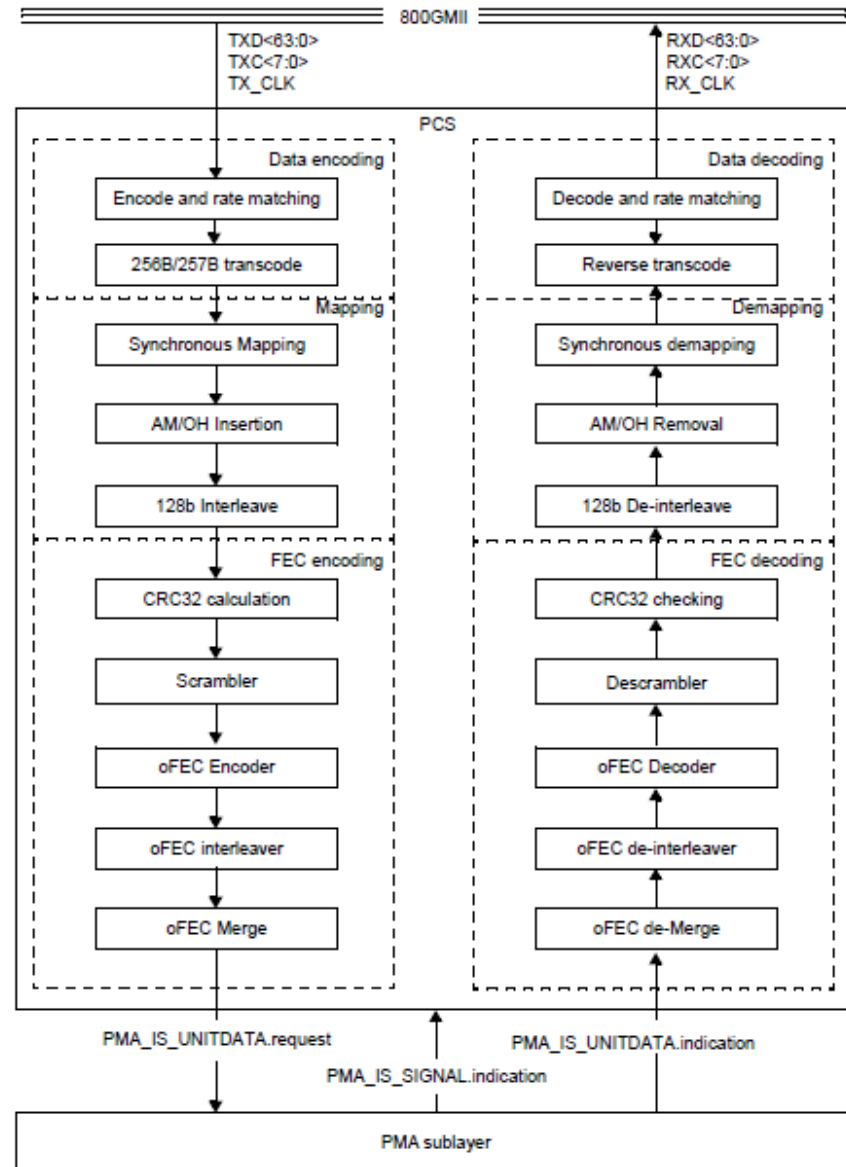 800GMII
TXD<63:0>
TXC<7:0>
TX_CLK
RXD<63:0>
RXC<7:0>
RX_CLK
PCS
Data encoding
Encode and rate matching
256B/257B transcode
Mapping
Synchronous Mapping
AM/OH Insertion
128b Interleave
FEC encoding
CRC32 calculation
Scrambler
oFEC Encoder
oFEC interleaver
oFEC Merge
Data decoding
Decode and rate matching
Reverse transcode
Demapping
Synchronous demapping
AM/OH Removal
128b De-interleave
FEC decoding
CRC32 checking
Descrambler
oFEC Decoder
oFEC de-interleaver
oFEC de-Merge
PMA_IS_UNITDATA.request
PMA_IS_SIGNAL.indication
PMA_IS_UNITDATA.indication
PMA sublayer